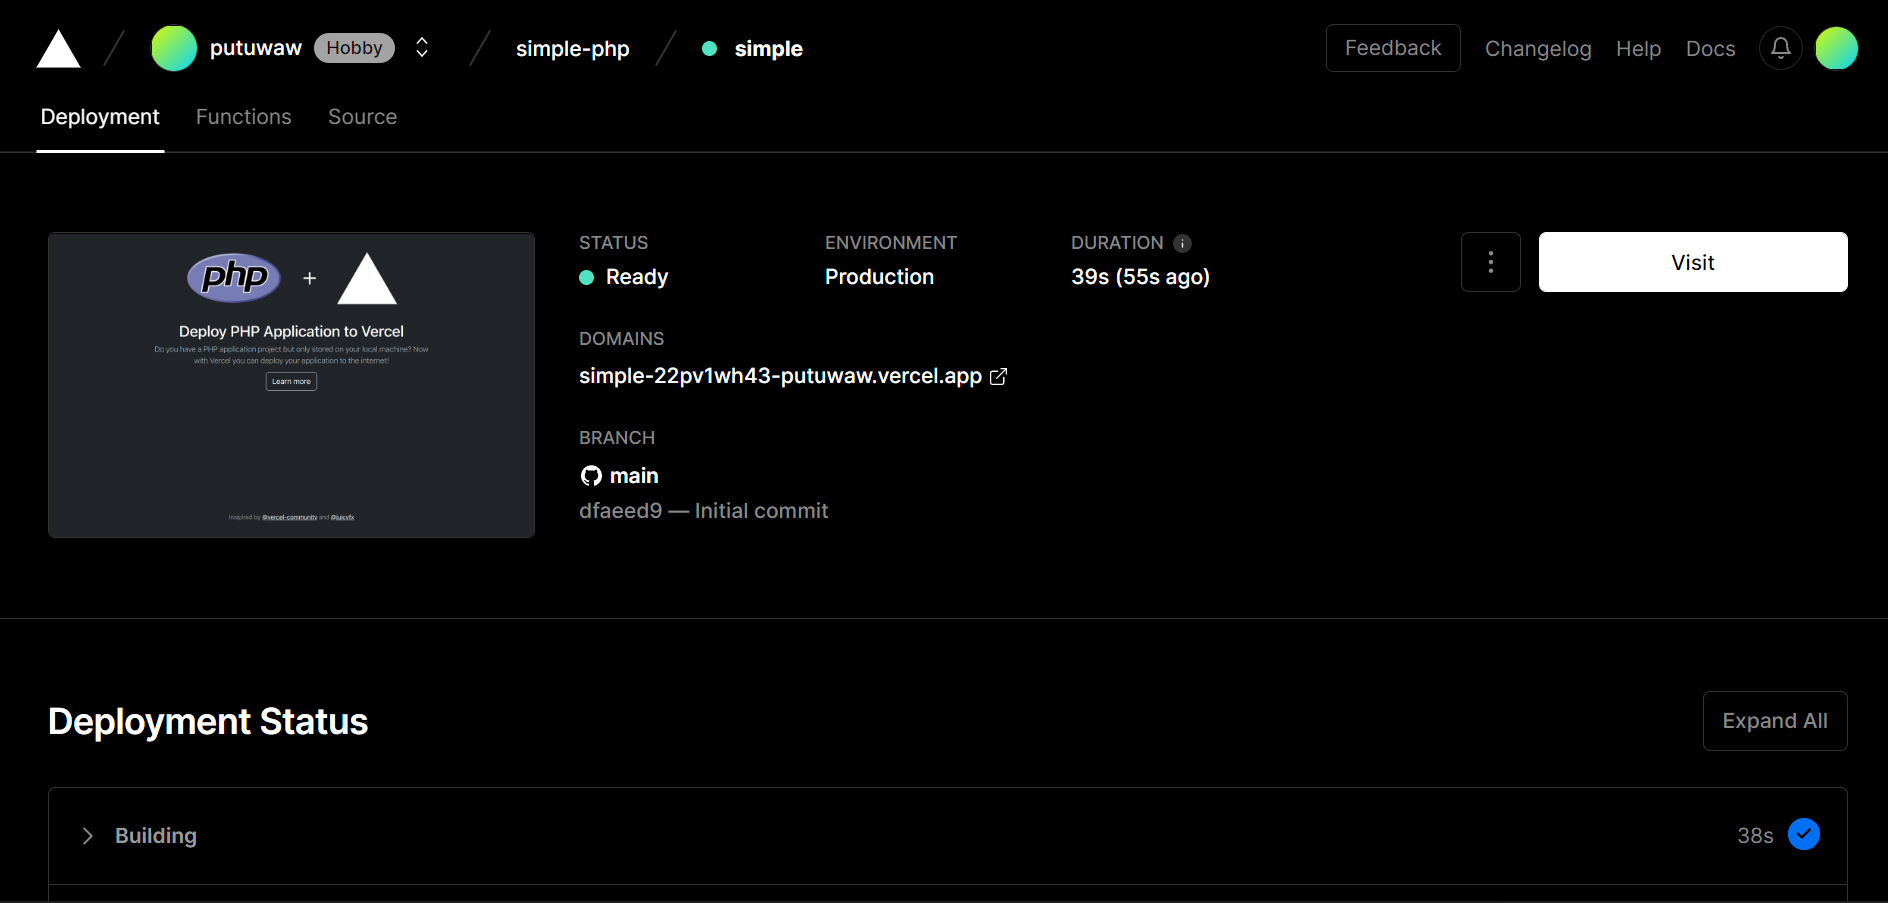 putuwaw Hobby simple-php simple Feedback Changelog Help Docs
Deployment Functions Source
php +
Deploy PHP Application to Vercel
Do you have a PHP application project but only stored on your local machine? Now
with Vercel you can deploy your application to the internet!
Learn more
Inspired by @vercel-community and @juicyfx
STATUS ENVIRONMENT DURATION
Ready Production 39s (55s ago)
Visit
DOMAINS
simple-22pv1wh43-putuwaw.vercel.app
BRANCH
main
dfaeed9 — Initial commit
Deployment Status
Expand All
Building 38s